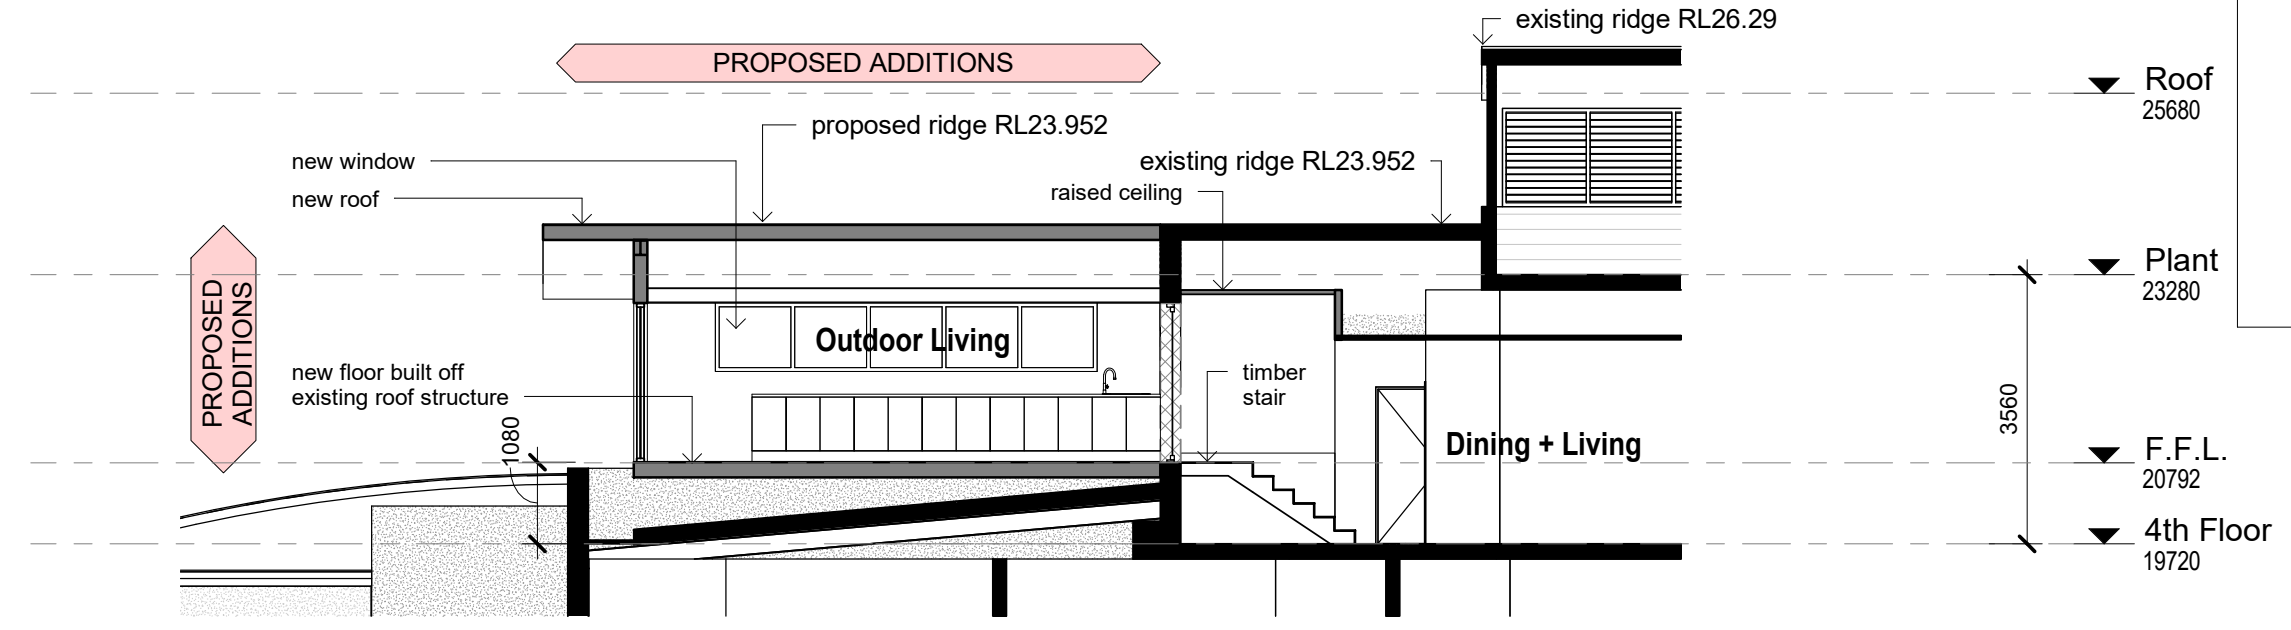 existing ridge RL26.29
PROPOSED ADDITIONS
Roof
25680
proposed ridge RL23.952
new window
existing ridge RL23.952
new roof
raised ceiling
Plant
23280
PROPOSED
ADDITIONS
Outdoor Living
new floor built off
existing roof structure
timber
stair
3560
1080
Dining + Living
F.F.L.
20792
4th Floor
19720